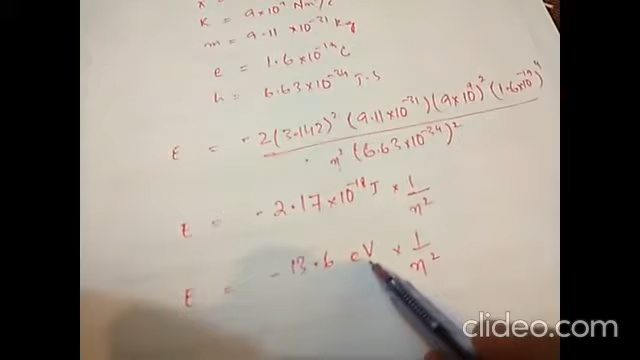 K = 9×10⁹ Nm²/C
m = 9.11 ×10⁻³¹ kg
e = 1.6×10⁻¹⁹ C
h = 6.63×10⁻³⁴ J.S
E = -2(3.142)² (9.11×10⁻³¹)(9×10⁹)² (1.6×10⁻¹⁹)⁴
n² (6.63×10⁻³⁴)²
E = -2.17×10⁻¹⁸J × 1/n²
E = -13.6 eV × 1/n²
clideo.com